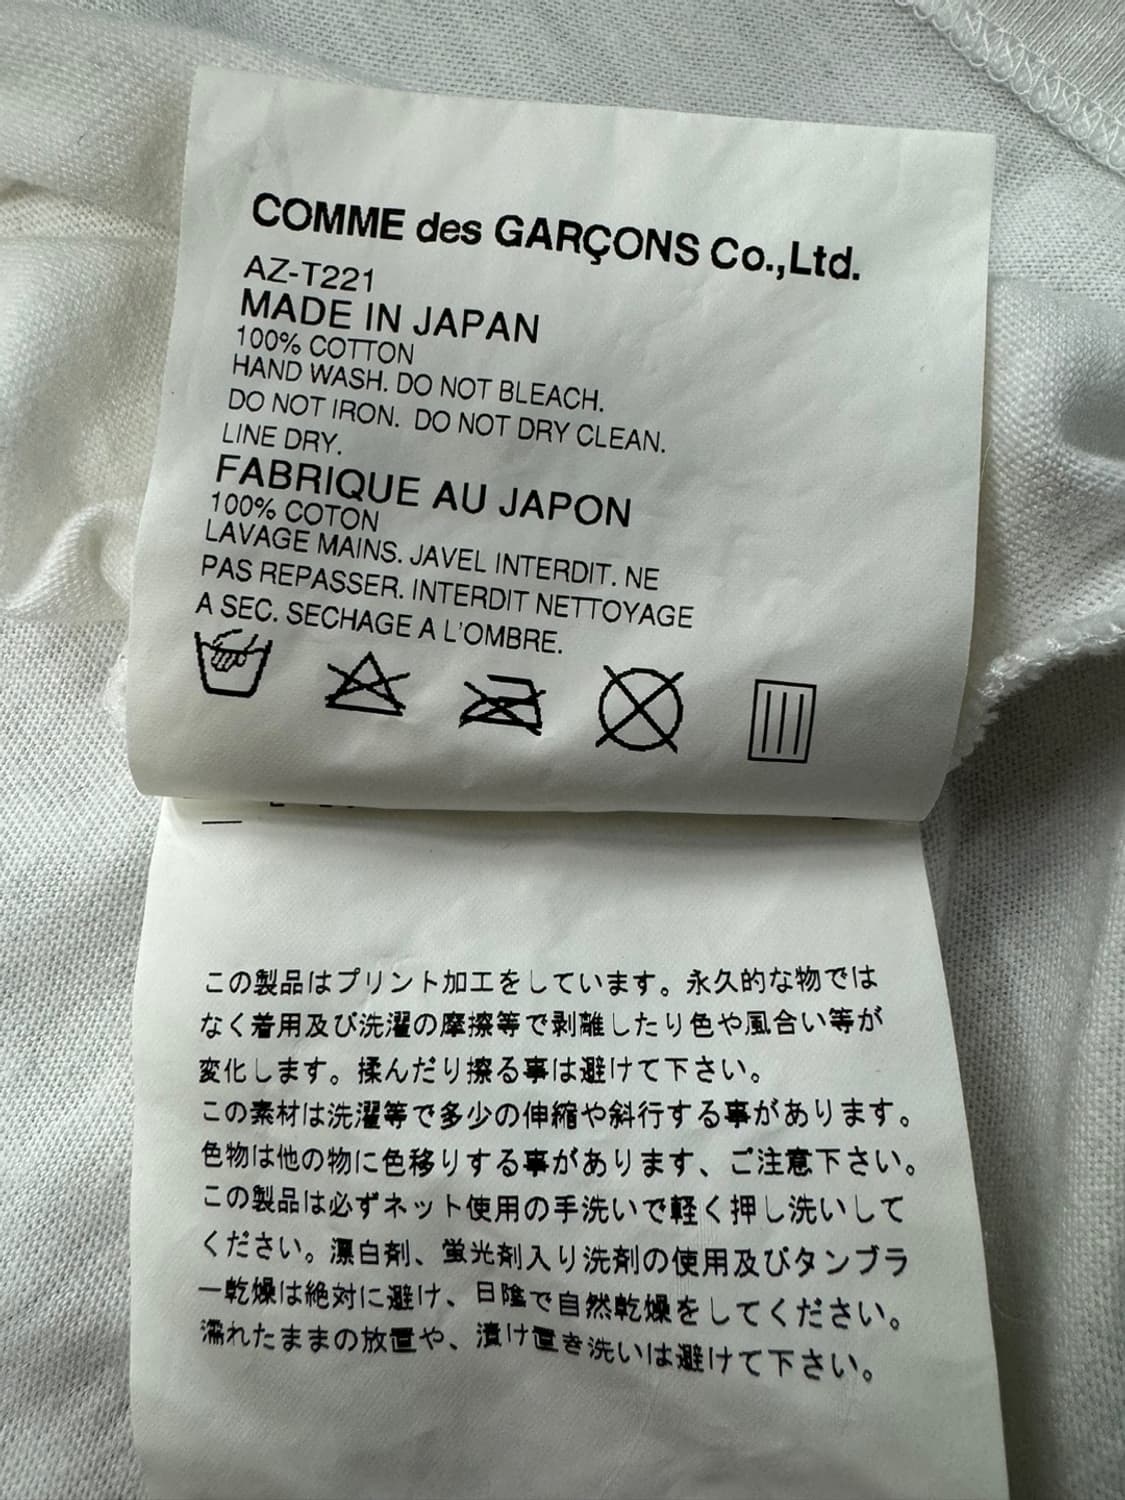 COMME des GARÇONS Co.,Ltd.
AZ-T221
MADE IN JAPAN
100% COTTON
HAND WASH. DO NOT BLEACH.
DO NOT IRON. DO NOT DRY CLEAN.
LINE DRY.
FABRIQUE AU JAPON
100% COTON
LAVAGE MAINS. JAVEL INTERDIT. NE
PAS REPASSER. INTERDIT NETTOYAGE
A SEC. SECHAGE A L'OMBRE.
この製品はプリント加工をしています。永久的な物では
なく着用及び洗濯の摩擦等で剥離したり色や風合い等が
変化します。揉んだり擦る事は避けて下さい。
この素材は洗濯等で多少の伸縮や斜行する事があります。
色物は他の物に色移りする事があります、ご注意下さい。
この製品は必ずネット使用の手洗いで軽く押し洗いして
ください。漂白剤、蛍光剤入り洗剤の使用及びタンブラ
ー乾燥は絶対に避け、日陰で自然乾燥をしてください。
濡れたままの放置や、漬け置き洗いは避けて下さい。